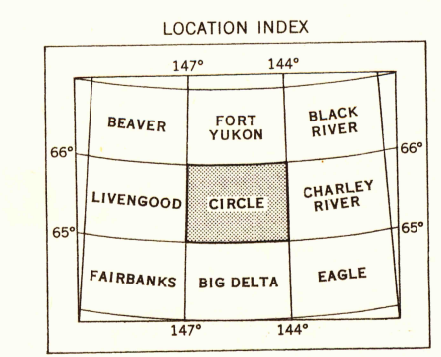 LOCATION INDEX
147° 144°
BEAVER
FORT
YUKON
BLACK
RIVER
66° 66°
LIVENGOOD
CIRCLE
CHARLEY
RIVER
65° 65°
FAIRBANKS
BIG DELTA
EAGLE
147° 144°